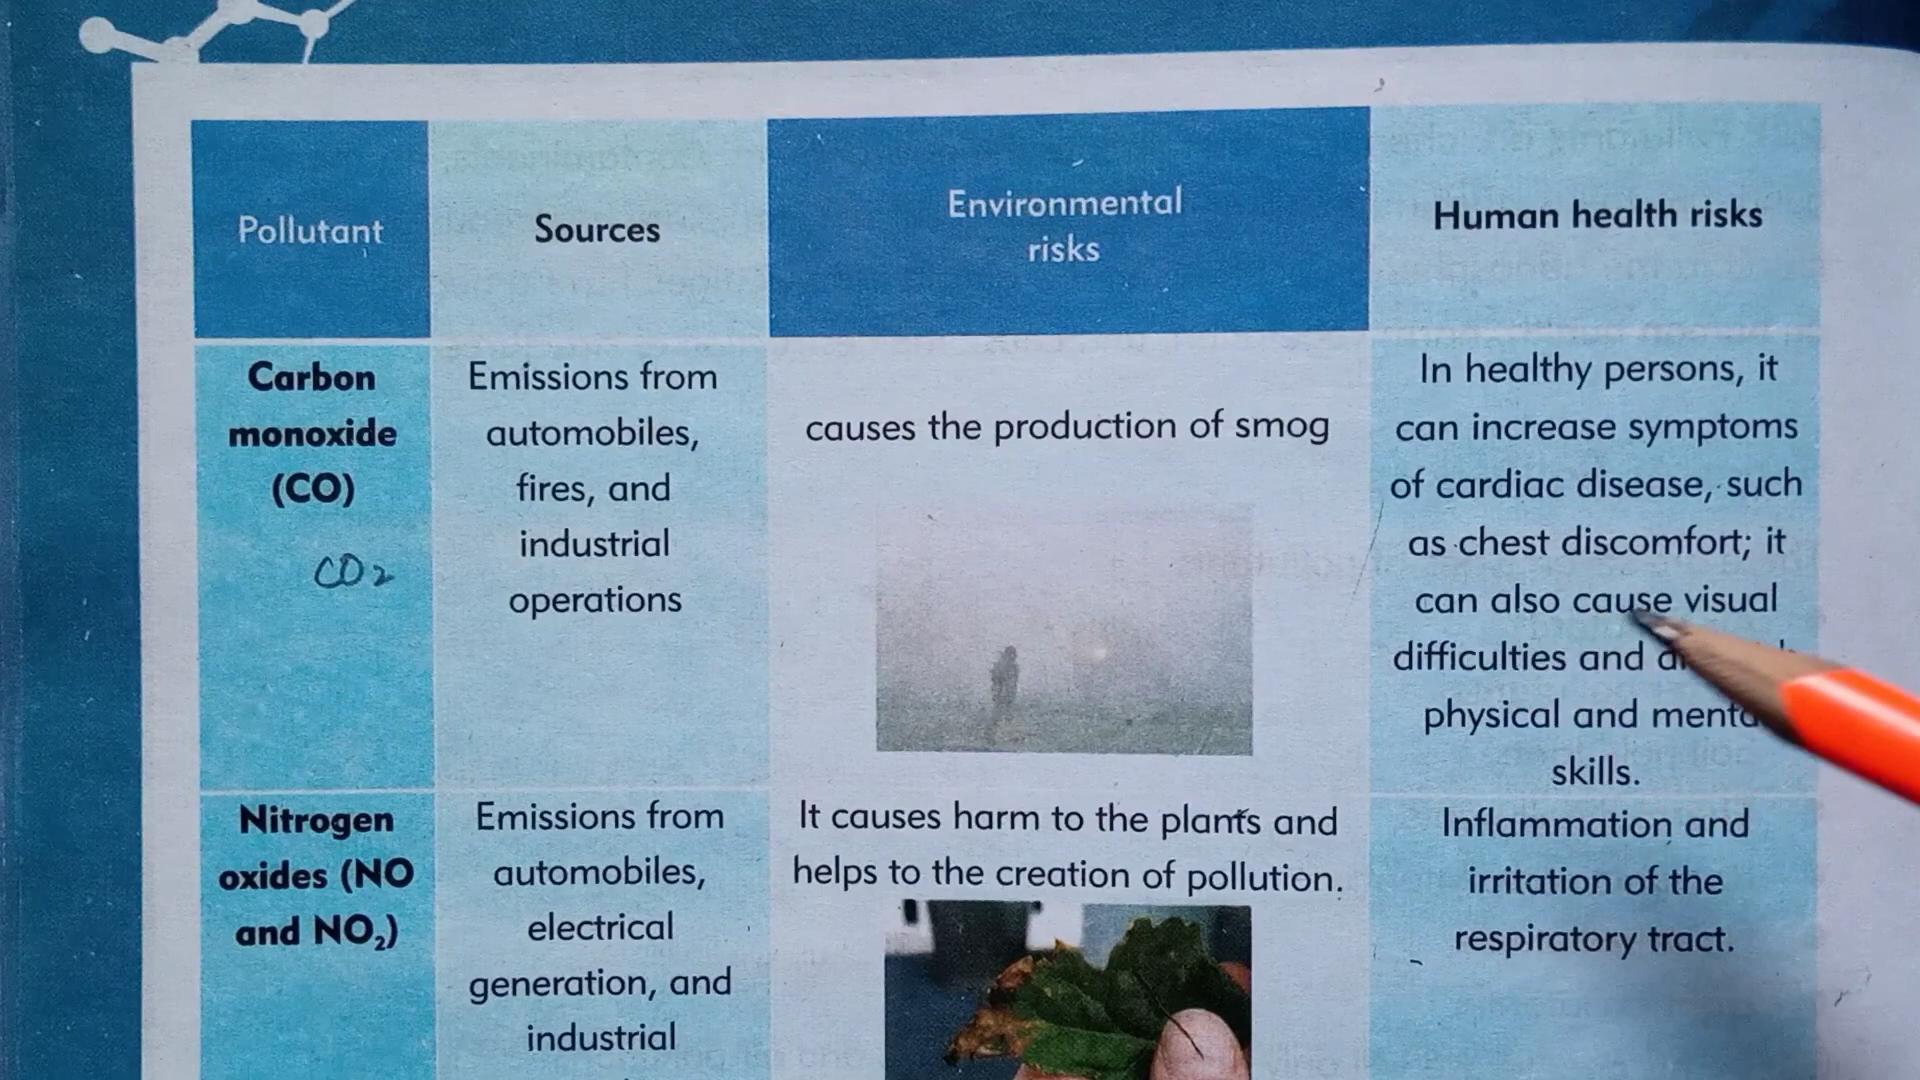 Pollutant
Sources
Environmental
risks
Human health risks
Carbon
monoxide
(CO)
CO2
Emissions from
automobiles,
fires, and
industrial
operations
causes the production of smog
In healthy persons, it
can increase symptoms
of cardiac disease, such
as chest discomfort; it
can also cause visual
difficulties and
physical and mental
skills.
Nitrogen
oxides (NO
and NO₂)
Emissions from
automobiles,
electrical
generation, and
industrial
It causes harm to the plants and
helps to the creation of pollution.
Inflammation and
irritation of the
respiratory tract.